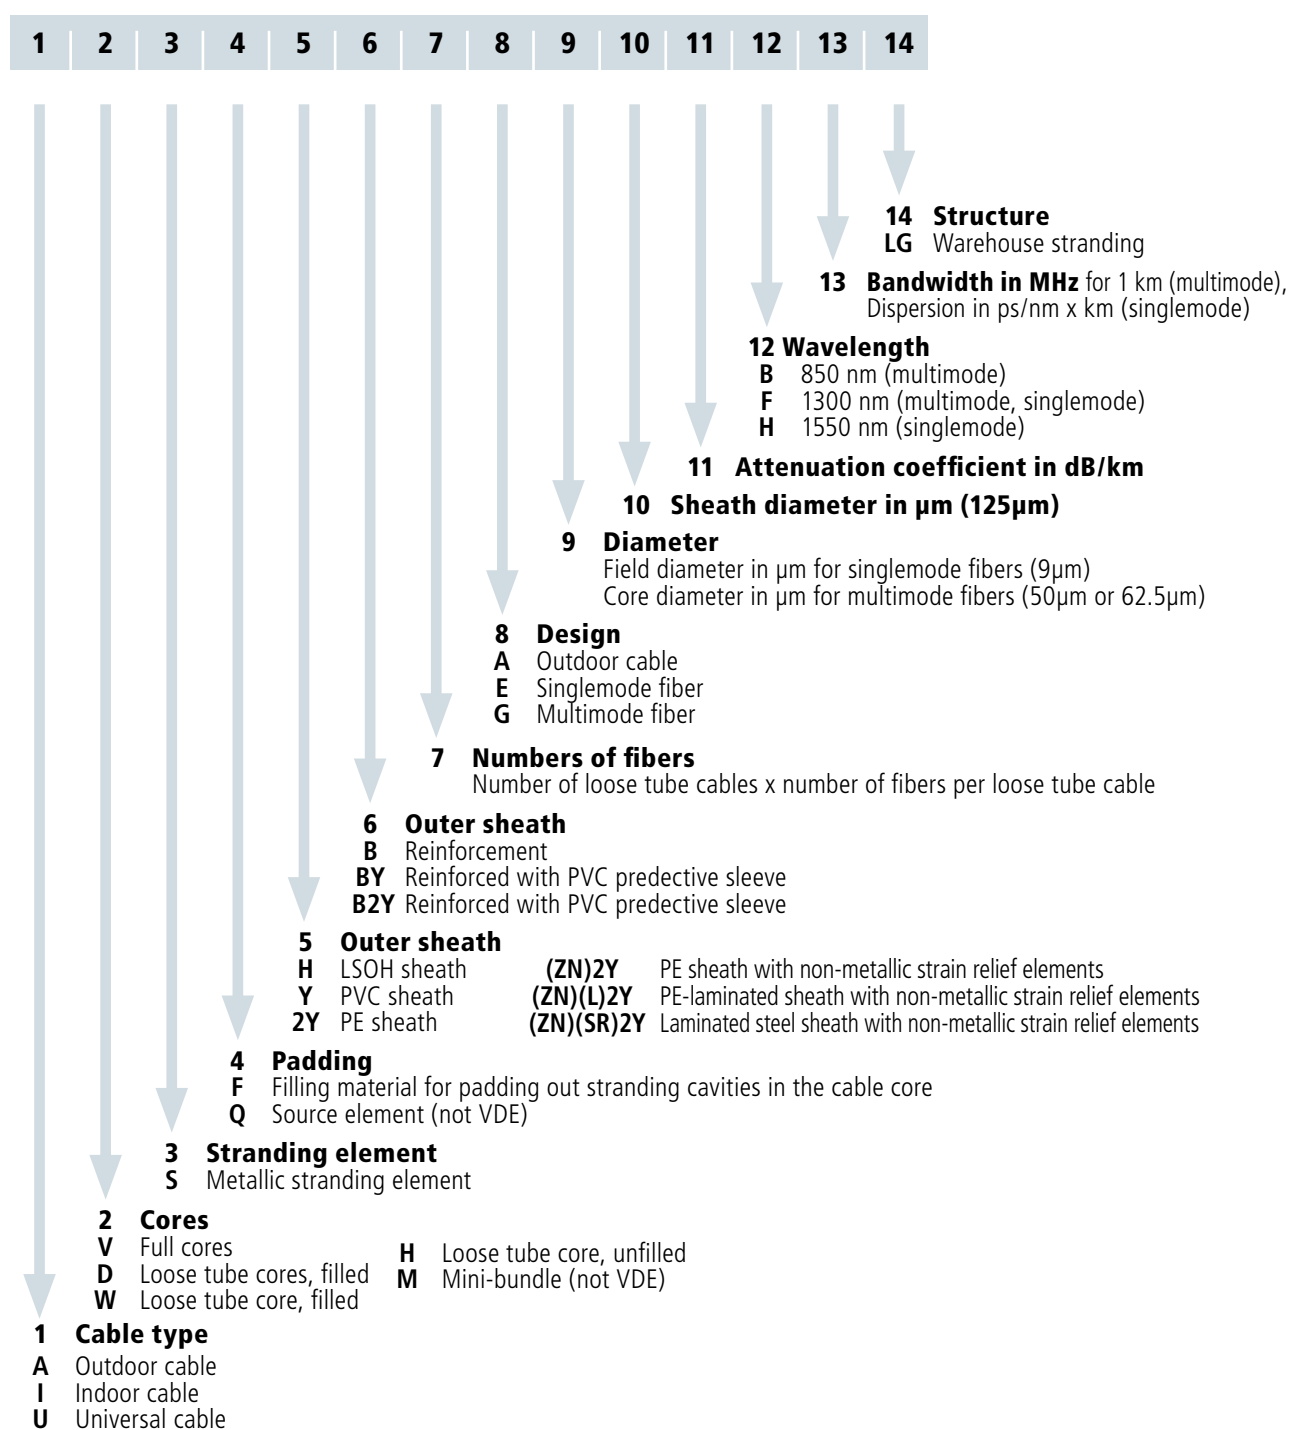 1 2 3 4 5 6 7 8 9 10 11 12 13 14
14 Structure
LG Warehouse stranding
13 Bandwidth in MHz for 1 km (multimode),
Dispersion in ps/nm x km (singlemode)
12 Wavelength
B 850 nm (multimode)
F 1300 nm (multimode, singlemode)
H 1550 nm (singlemode)
11 Attenuation coefficient in dB/km
10 Sheath diameter in µm (125µm)
9 Diameter
Field diameter in µm for singlemode fibers (9µm)
Core diameter in µm for multimode fibers (50µm or 62.5µm)
8 Design
A Outdoor cable
E Singlemode fiber
G Multimode fiber
7 Numbers of fibers
Number of loose tube cables x number of fibers per loose tube cable
6 Outer sheath
B Reinforcement
BY Reinforced with PVC predective sleeve
B2Y Reinforced with PVC predective sleeve
5 Outer sheath
H LSOH sheath (ZN)2Y PE sheath with non-metallic strain relief elements
Y PVC sheath (ZN)(L)2Y PE-laminated sheath with non-metallic strain relief elements
2Y PE sheath (ZN)(SR)2Y Laminated steel sheath with non-metallic strain relief elements
4 Padding
F Filling material for padding out stranding cavities in the cable core
Q Source element (not VDE)
3 Stranding element
S Metallic stranding element
2 Cores
V Full cores
D Loose tube cores, filled
W Loose tube core, filled
H Loose tube core, unfilled
M Mini-bundle (not VDE)
1 Cable type
A Outdoor cable
I Indoor cable
U Universal cable